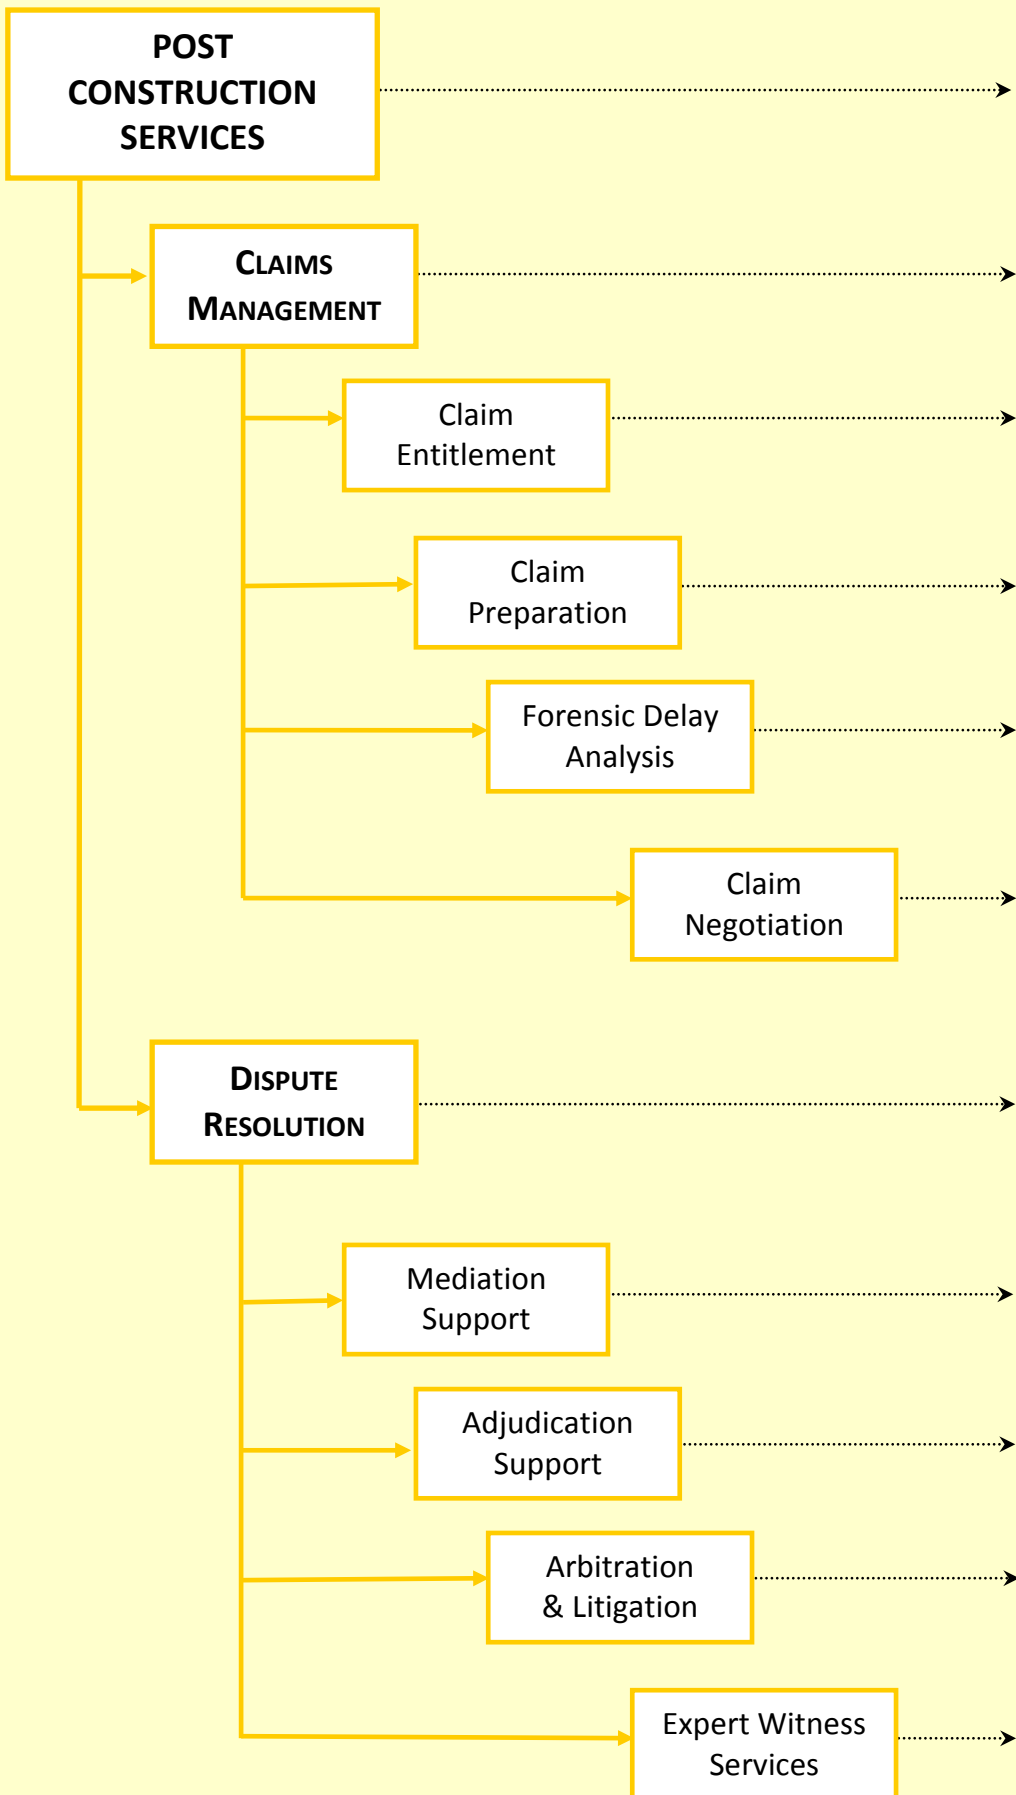 POST
CONSTRUCTION
SERVICES
CLAIMS
MANAGEMENT
Claim
Entitlement
Claim
Preparation
Forensic Delay
Analysis
Claim
Negotiation
DISPUTE
RESOLUTION
Mediation
Support
Adjudication
Support
Arbitration
& Litigation
Expert Witness
Services